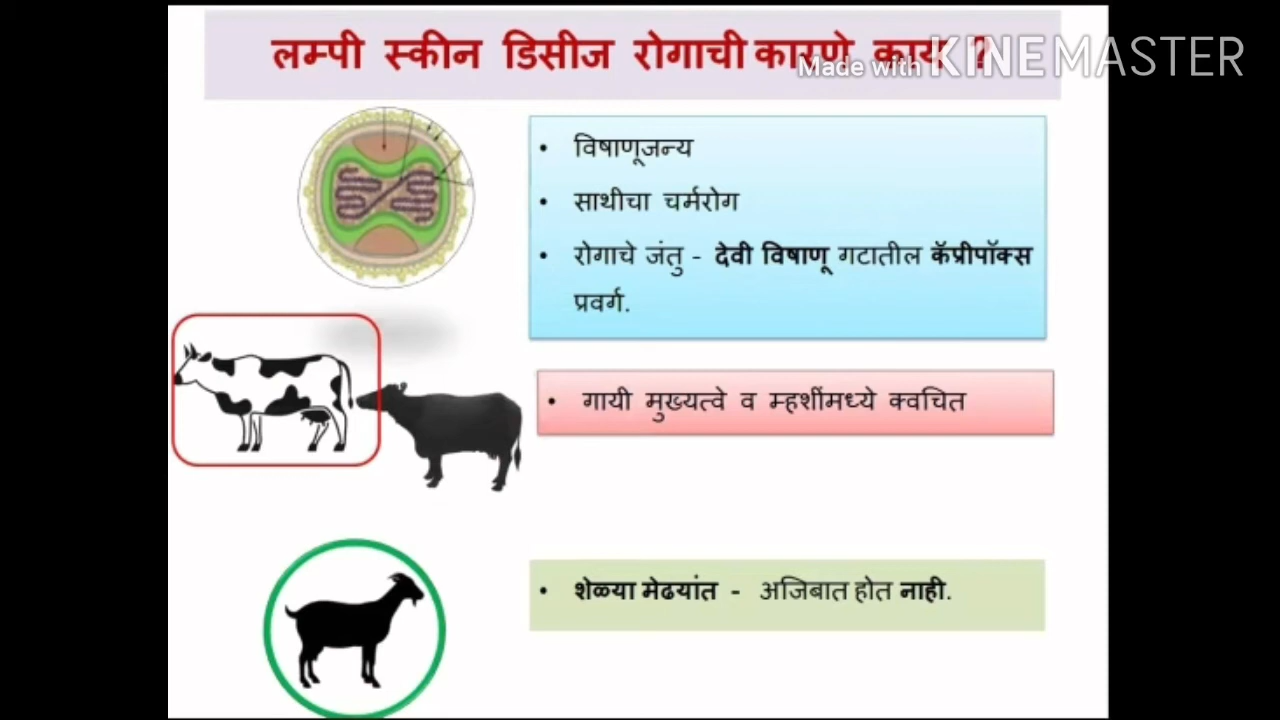 लम्पी स्कीन डिसीज रोगाची कारणे काय ?
Made with KINEMASTER
• विषाणूजन्य
• साथीचा चर्मरोग
• रोगाचे जंतु - देवी विषाणू गटातील कॅप्रीपॉक्स
प्रवर्ग.
• गायी मुख्यत्वे व म्हशींमध्ये क्वचित
• शेळ्या मेढयांत - अजिबात होत नाही.